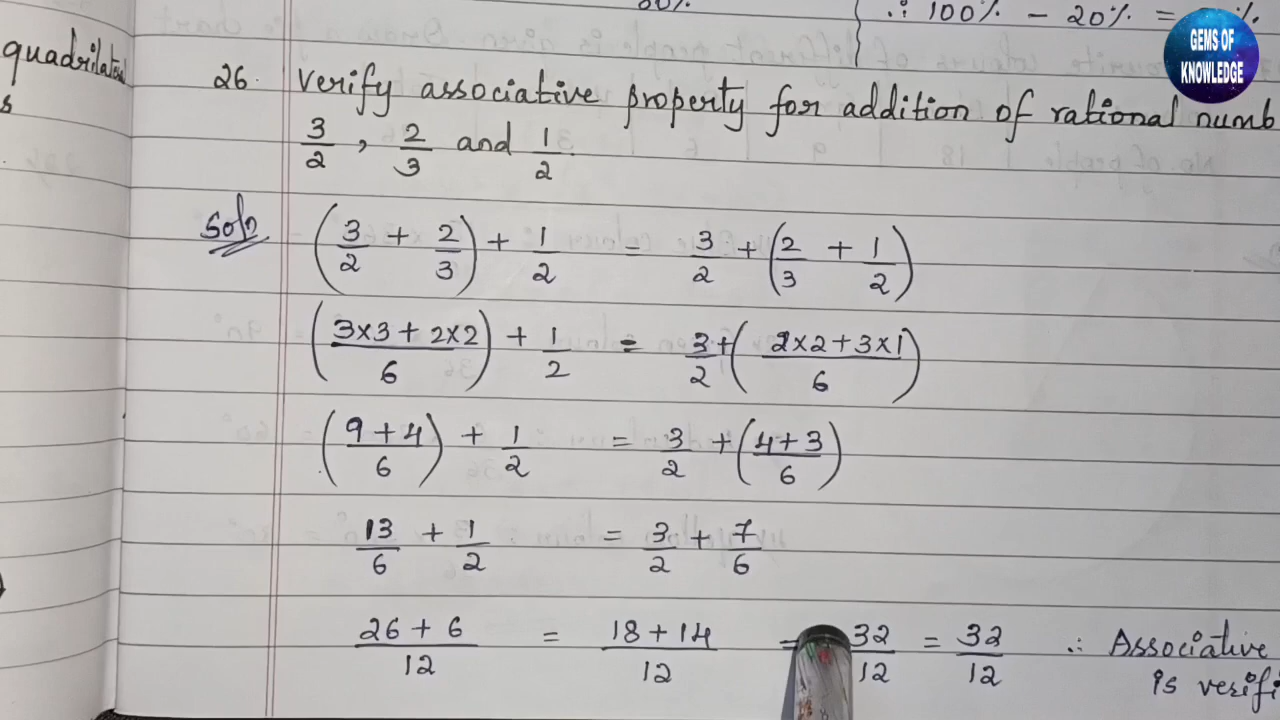 ∴ 100% - 20% =
GEMS OF
KNOWLEDGE
quadrilateral
s
26. Verify associative property for addition of rational numb
3/2 , 2/3 and 1/2
Soln (3/2 + 2/3) + 1/2 = 3/2 + (2/3 + 1/2)
((3×3 + 2×2)/6) + 1/2 = 3/2 + ((2×2+3×1)/6)
((9+4)/6) + 1/2 = 3/2 + ((4+3)/6)
13/6 + 1/2 = 3/2 + 7/6
(26+6)/12 = (18+14)/12 = 32/12 = 32/12 ∴ Associative
is verifi